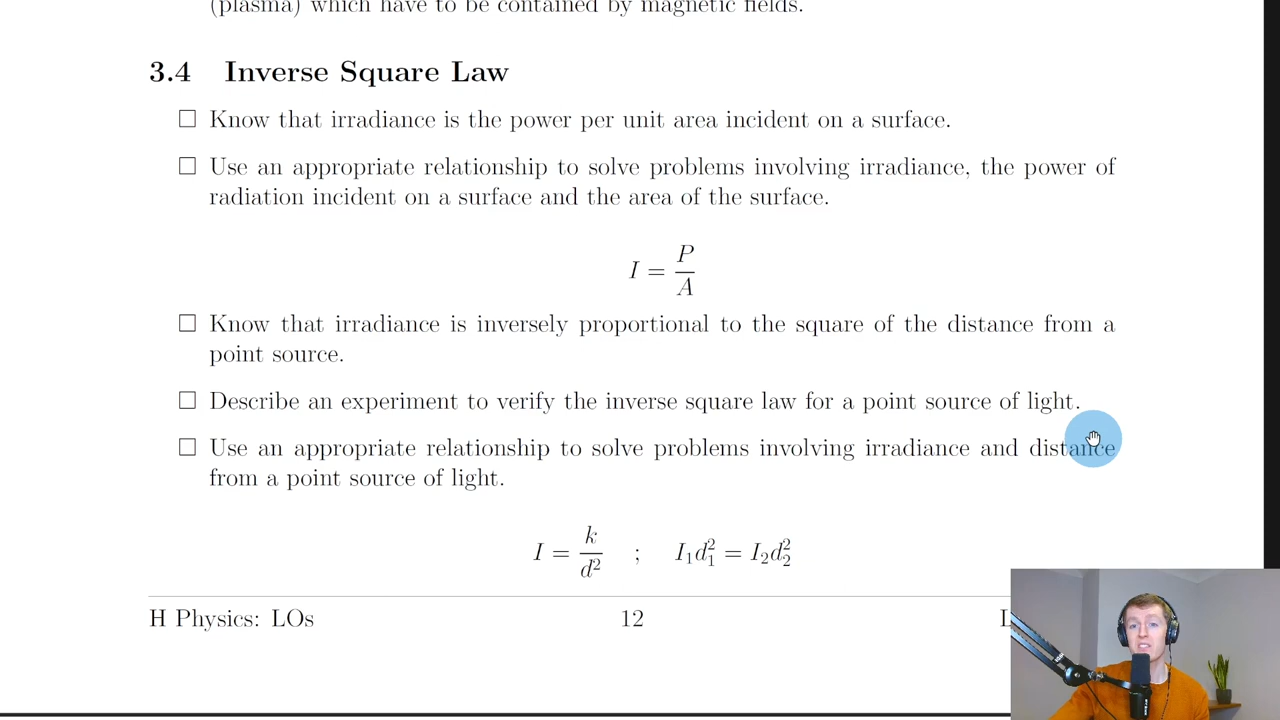 (plasma) which have to be contained by magnetic fields.
3.4 Inverse Square Law
□ Know that irradiance is the power per unit area incident on a surface.
□ Use an appropriate relationship to solve problems involving irradiance, the power of
radiation incident on a surface and the area of the surface.
I = P/A
□ Know that irradiance is inversely proportional to the square of the distance from a
point source.
□ Describe an experiment to verify the inverse square law for a point source of light.
□ Use an appropriate relationship to solve problems involving irradiance and distance
from a point source of light.
I = k/d² ; I₁d₁² = I₂d₂²
H Physics: LOs 12